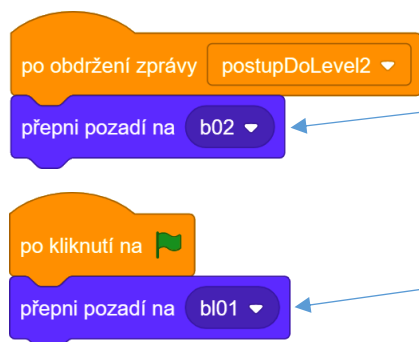 po obdržení zprávy postupDoLevel2
přepni pozadí na b02
po kliknutí na
přepni pozadí na bl01